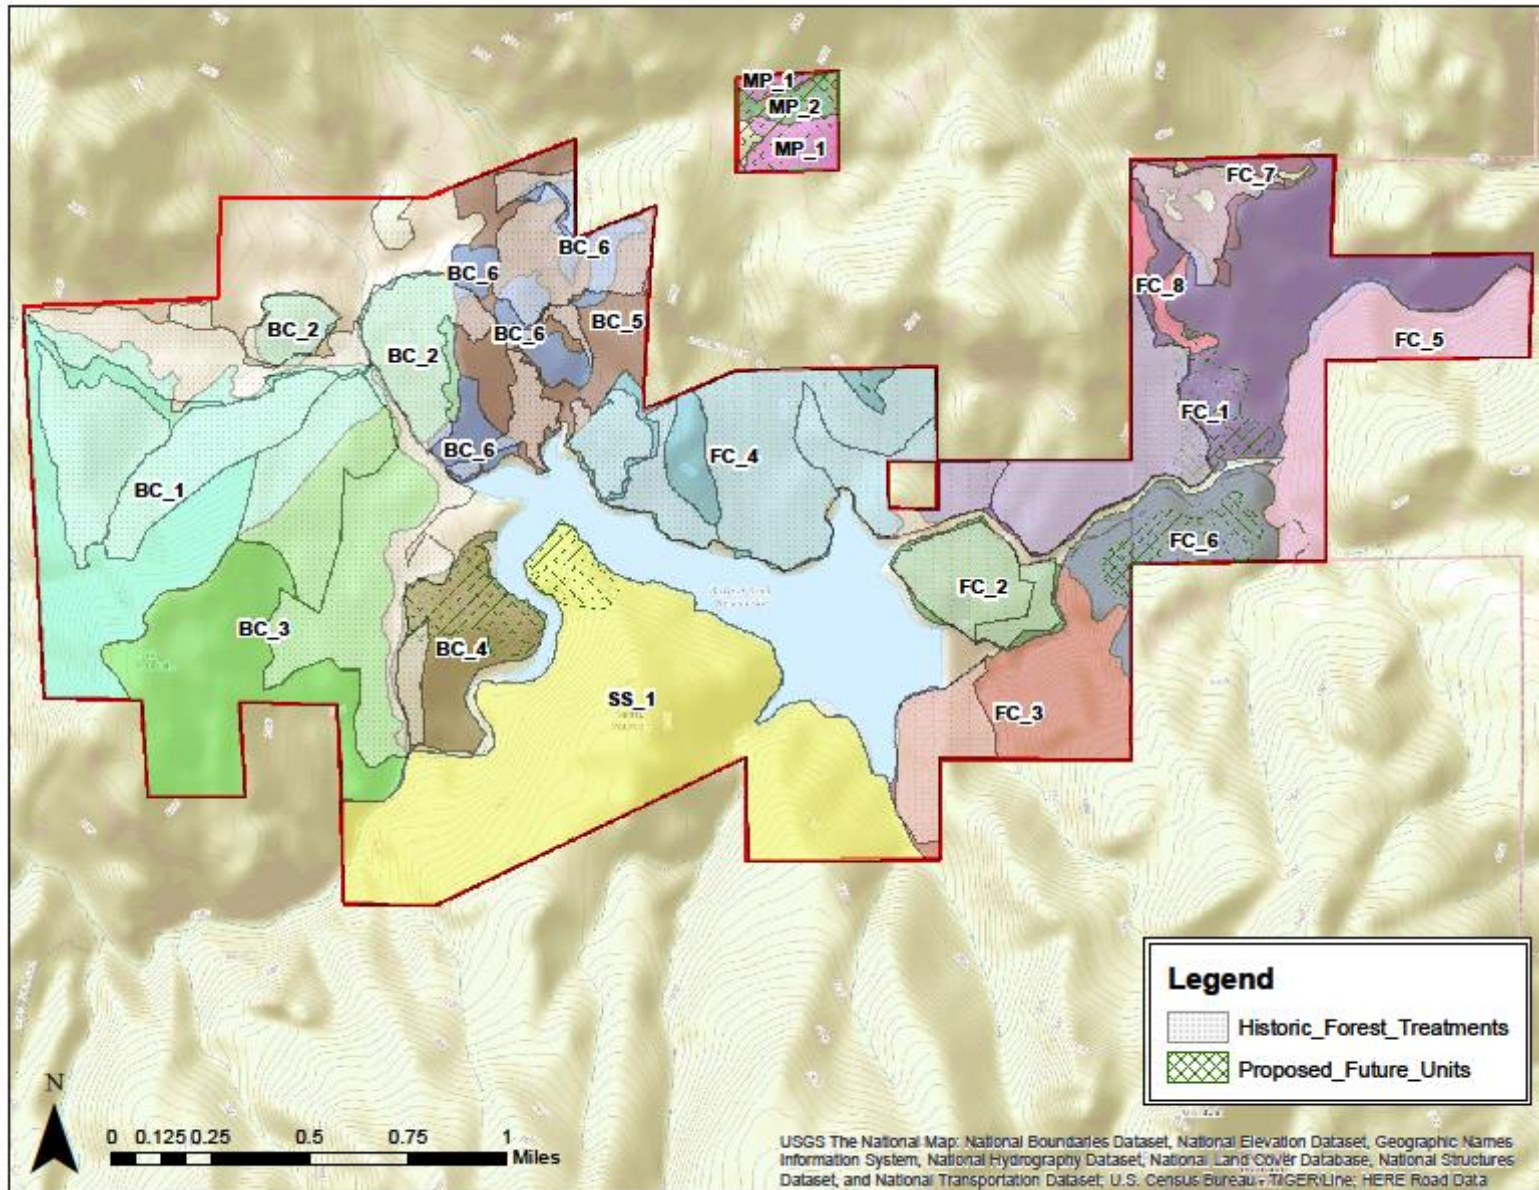 MP_1
MP_2
MP_1
FC_7
BC_6
BC_6
FC_8
BC_2
BC_6
BC_5
BC_2
FC_5
FC_1
BC_6
FC_4
BC_1
FC_6
FC_2
BC_3
BC_4
SS_1
FC_3
Legend
Historic_Forest_Treatments
Proposed_Future_Units
N
0 0.125 0.25 0.5 0.75 1
Miles
USGS The National Map: National Boundaries Dataset, National Elevation Dataset, Geographic Names
Information System, National Hydrography Dataset, National Land Cover Database, National Structures
Dataset, and National Transportation Dataset; U.S. Census Bureau - TIGER/Line; HERE Road Data